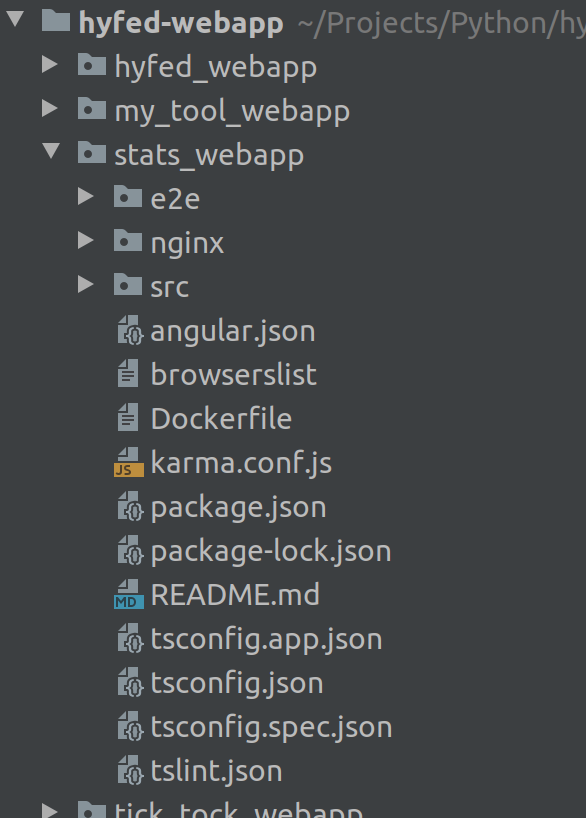 hyfed-webapp ~/Projects/Python/hy
hyfed_webapp
my_tool_webapp
stats_webapp
e2e
nginx
src
angular.json
browserslist
Dockerfile
JS karma.conf.js
package.json
package-lock.json
MD README.md
tsconfig.app.json
tsconfig.json
tsconfig.spec.json
tslint.json
tick_tock_webapp